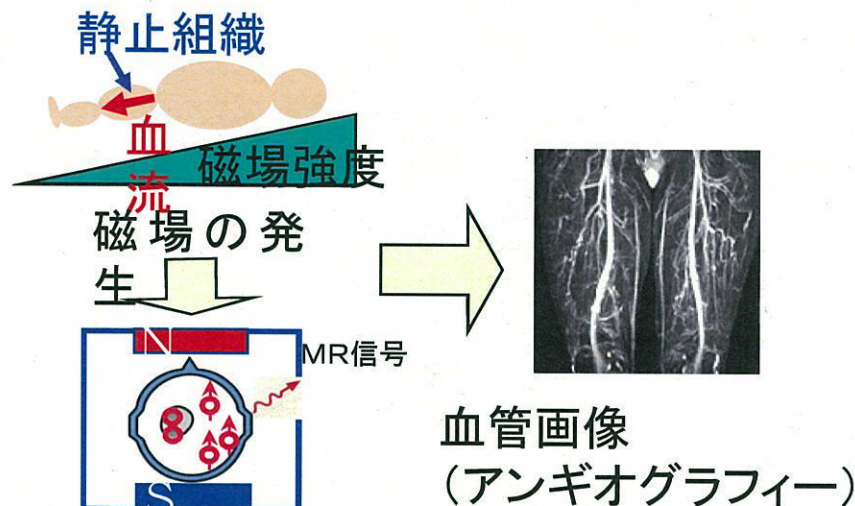 静止組織
血
流
磁場強度
磁場の発
生
N
MR信号
S
血管画像
(アンギオグラフィー)